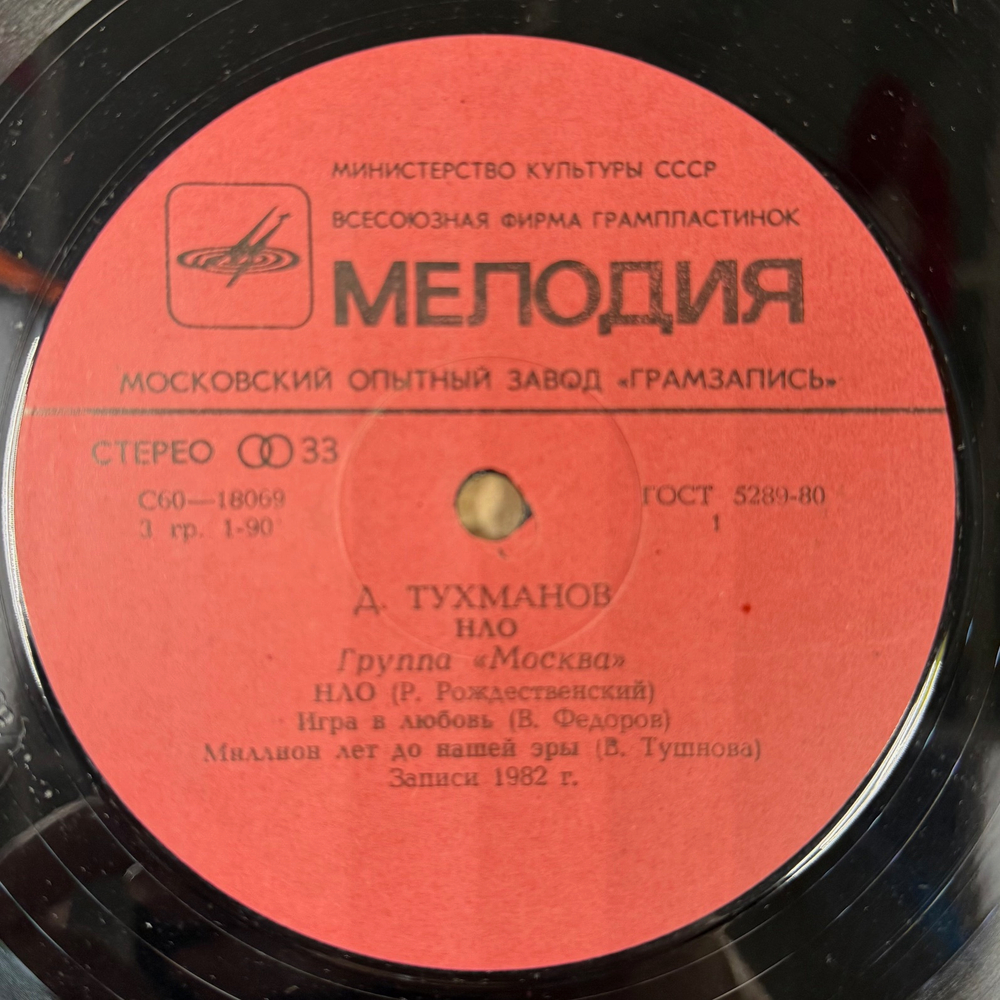 МИНИСТЕРСТВО КУЛЬТУРЫ СССР
ВСЕСОЮЗНАЯ ФИРМА ГРАМПЛАСТИНОК
МЕЛОДИЯ
МОСКОВСКИЙ ОПЫТНЫЙ ЗАВОД «ГРАМЗАПИСЬ»
СТЕРЕО 33
С60—18069 ГОСТ 5289-80
3 гр. 1-90 1
Д. ТУХМАНОВ
НЛО
Группа «Москва»
НЛО (Р. Рождественский)
Игра в любовь (В. Федоров)
Миллион лет до нашей эры (В. Тушнова)
Записи 1982 г.